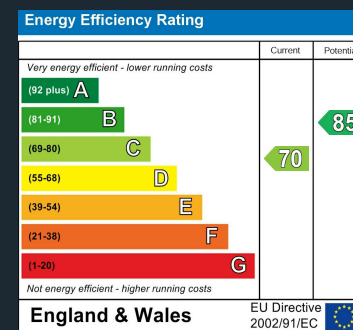 Energy Efficiency Rating
Current
Very energy efficient - lower running costs
(92 plus) A
(81-91) B
85
(69-80) C
70
(55-68) D
(39-54) E
(21-38) F
(1-20) G
Not energy efficient - higher running costs
England & Wales
EU Directive
2002/91/EC